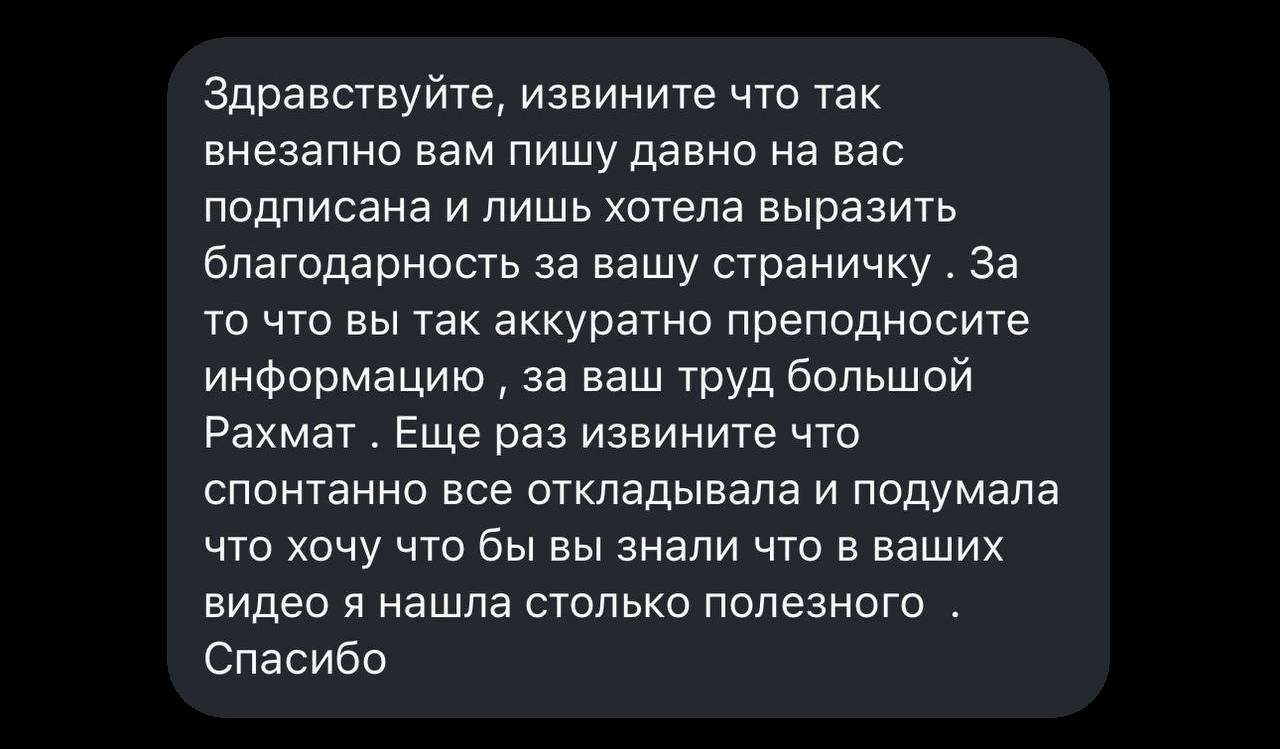 Здравствуйте, извините что так
внезапно вам пишу давно на вас
подписана и лишь хотела выразить
благодарность за вашу страничку . За
то что вы так аккуратно преподносите
информацию , за ваш труд большой
Рахмат . Еще раз извините что
спонтанно все откладывала и подумала
что хочу что бы вы знали что в ваших
видео я нашла столько полезного  .
Спасибо